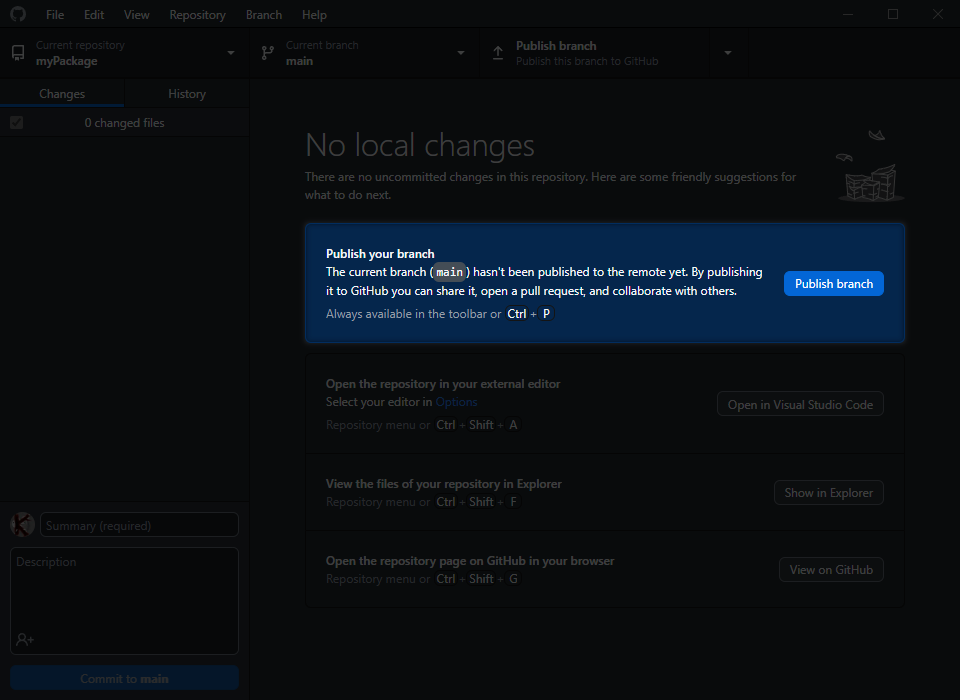 File Edit View Repository Branch Help
Current repository
myPackage
Current branch
main
Publish branch
Publish this branch to GitHub
Changes History
0 changed files
No local changes
There are no uncommitted changes in this repository. Here are some friendly suggestions for
what to do next.
Publish your branch
The current branch (main) hasn't been published to the remote yet. By publishing
it to GitHub you can share it, open a pull request, and collaborate with others.
Always available in the toolbar or Ctrl + P
Publish branch
Open the repository in your external editor
Select your editor in Options
Repository menu or Ctrl + Shift + A
Open in Visual Studio Code
View the files of your repository in Explorer
Repository menu or Ctrl + Shift + F
Show in Explorer
Open the repository page on GitHub in your browser
Repository menu or Ctrl + Shift + G
View on GitHub
Summary (required)
Description
Commit to main